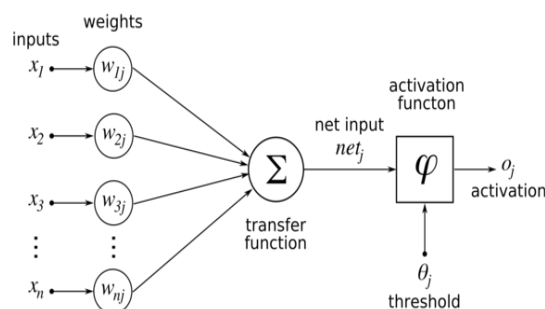 weights
inputs
x1
w1j
x2
w2j
x3
w3j
⋮
⋮
xn
wnj
Σ
transfer
function
net input
netj
activation
functon
φ
oj
activation
θj
threshold